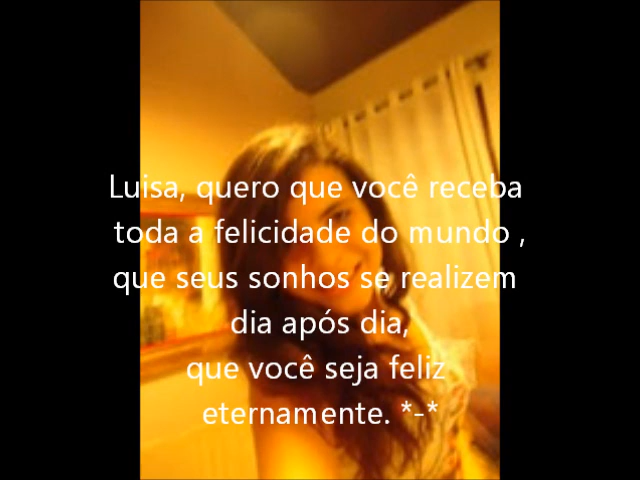 Luisa, quero que você receba
toda a felicidade do mundo ,
que seus sonhos se realizem
dia após dia,
que você seja feliz
eternamente. *-*